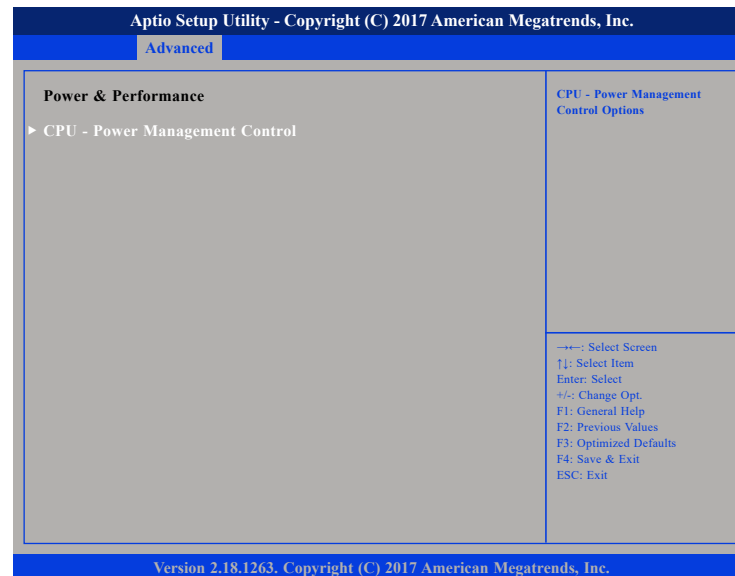 Aptio Setup Utility - Copyright (C) 2017 American Megatrends, Inc.
Advanced
Power & Performance
▶ CPU - Power Management Control
CPU - Power Management
Control Options
→←: Select Screen
↑↓: Select Item
Enter: Select
+/-: Change Opt.
F1: General Help
F2: Previous Values
F3: Optimized Defaults
F4: Save & Exit
ESC: Exit
Version 2.18.1263. Copyright (C) 2017 American Megatrends, Inc.